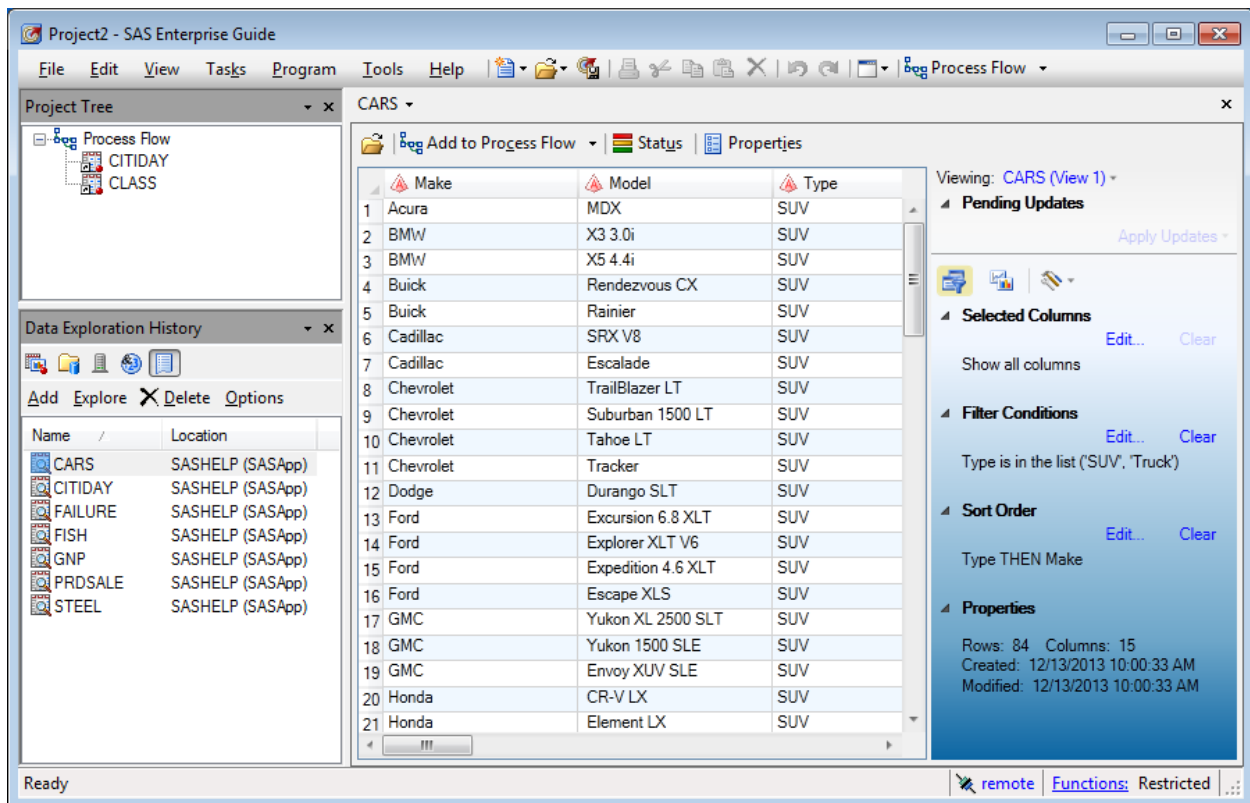 Project2 - SAS Enterprise Guide
File Edit View Tasks Program Tools Help Process Flow
Project Tree
Process Flow
CITIDAY
CLASS
Data Exploration History
Add Explore Delete Options
Name Location
CARS SASHELP (SASApp)
CITIDAY SASHELP (SASApp)
FAILURE SASHELP (SASApp)
FISH SASHELP (SASApp)
GNP SASHELP (SASApp)
PRDSALE SASHELP (SASApp)
STEEL SASHELP (SASApp)
CARS
Add to Process Flow Status Properties
Make Model Type
1 Acura MDX SUV
2 BMW X3 3.0i SUV
3 BMW X5 4.4i SUV
4 Buick Rendezvous CX SUV
5 Buick Rainier SUV
6 Cadillac SRX V8 SUV
7 Cadillac Escalade SUV
8 Chevrolet TrailBlazer LT SUV
9 Chevrolet Suburban 1500 LT SUV
10 Chevrolet Tahoe LT SUV
11 Chevrolet Tracker SUV
12 Dodge Durango SLT SUV
13 Ford Excursion 6.8 XLT SUV
14 Ford Explorer XLT V6 SUV
15 Ford Expedition 4.6 XLT SUV
16 Ford Escape XLS SUV
17 GMC Yukon XL 2500 SLT SUV
18 GMC Yukon 1500 SLE SUV
19 GMC Envoy XUV SLE SUV
20 Honda CR-V LX SUV
21 Honda Element LX SUV
Viewing: CARS (View 1)
Pending Updates
Apply Updates
Selected Columns
Edit... Clear
Show all columns
Filter Conditions
Edit... Clear
Type is in the list ('SUV', 'Truck')
Sort Order
Edit... Clear
Type THEN Make
Properties
Rows: 84 Columns: 15
Created: 12/13/2013 10:00:33 AM
Modified: 12/13/2013 10:00:33 AM
Ready
remote Functions: Restricted